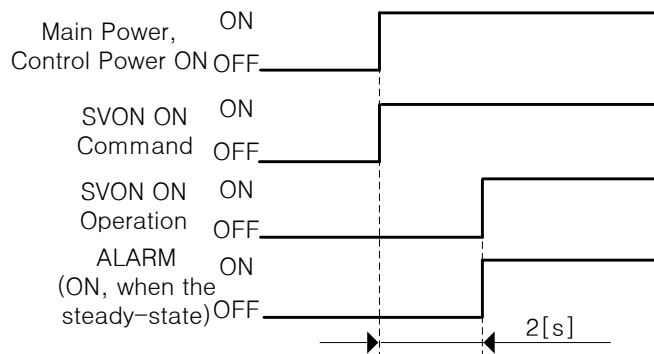 Main Power,
Control Power ON
ON
OFF
SVON ON
Command
ON
OFF
SVON ON
Operation
ON
OFF
ALARM
(ON, when the
steady-state)
ON
OFF
2[s]